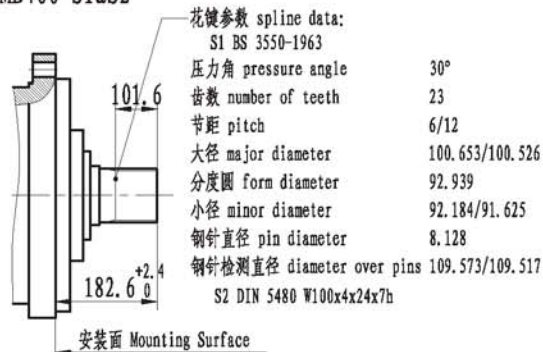 花键参数 spline data:
S1 BS 3550-1963
压力角 pressure angle 30°
齿数 number of teeth 23
节距 pitch 6/12
大径 major diameter 100.653/100.526
分度圆 form diameter 92.939
小径 minor diameter 92.184/91.625
钢针直径 pin diameter 8.128
钢针检测直径 diameter over pins 109.573/109.517
S2 DIN 5480 W100x4x24x7h
101.6
182.6 +2.4 0
安装面 Mounting Surface